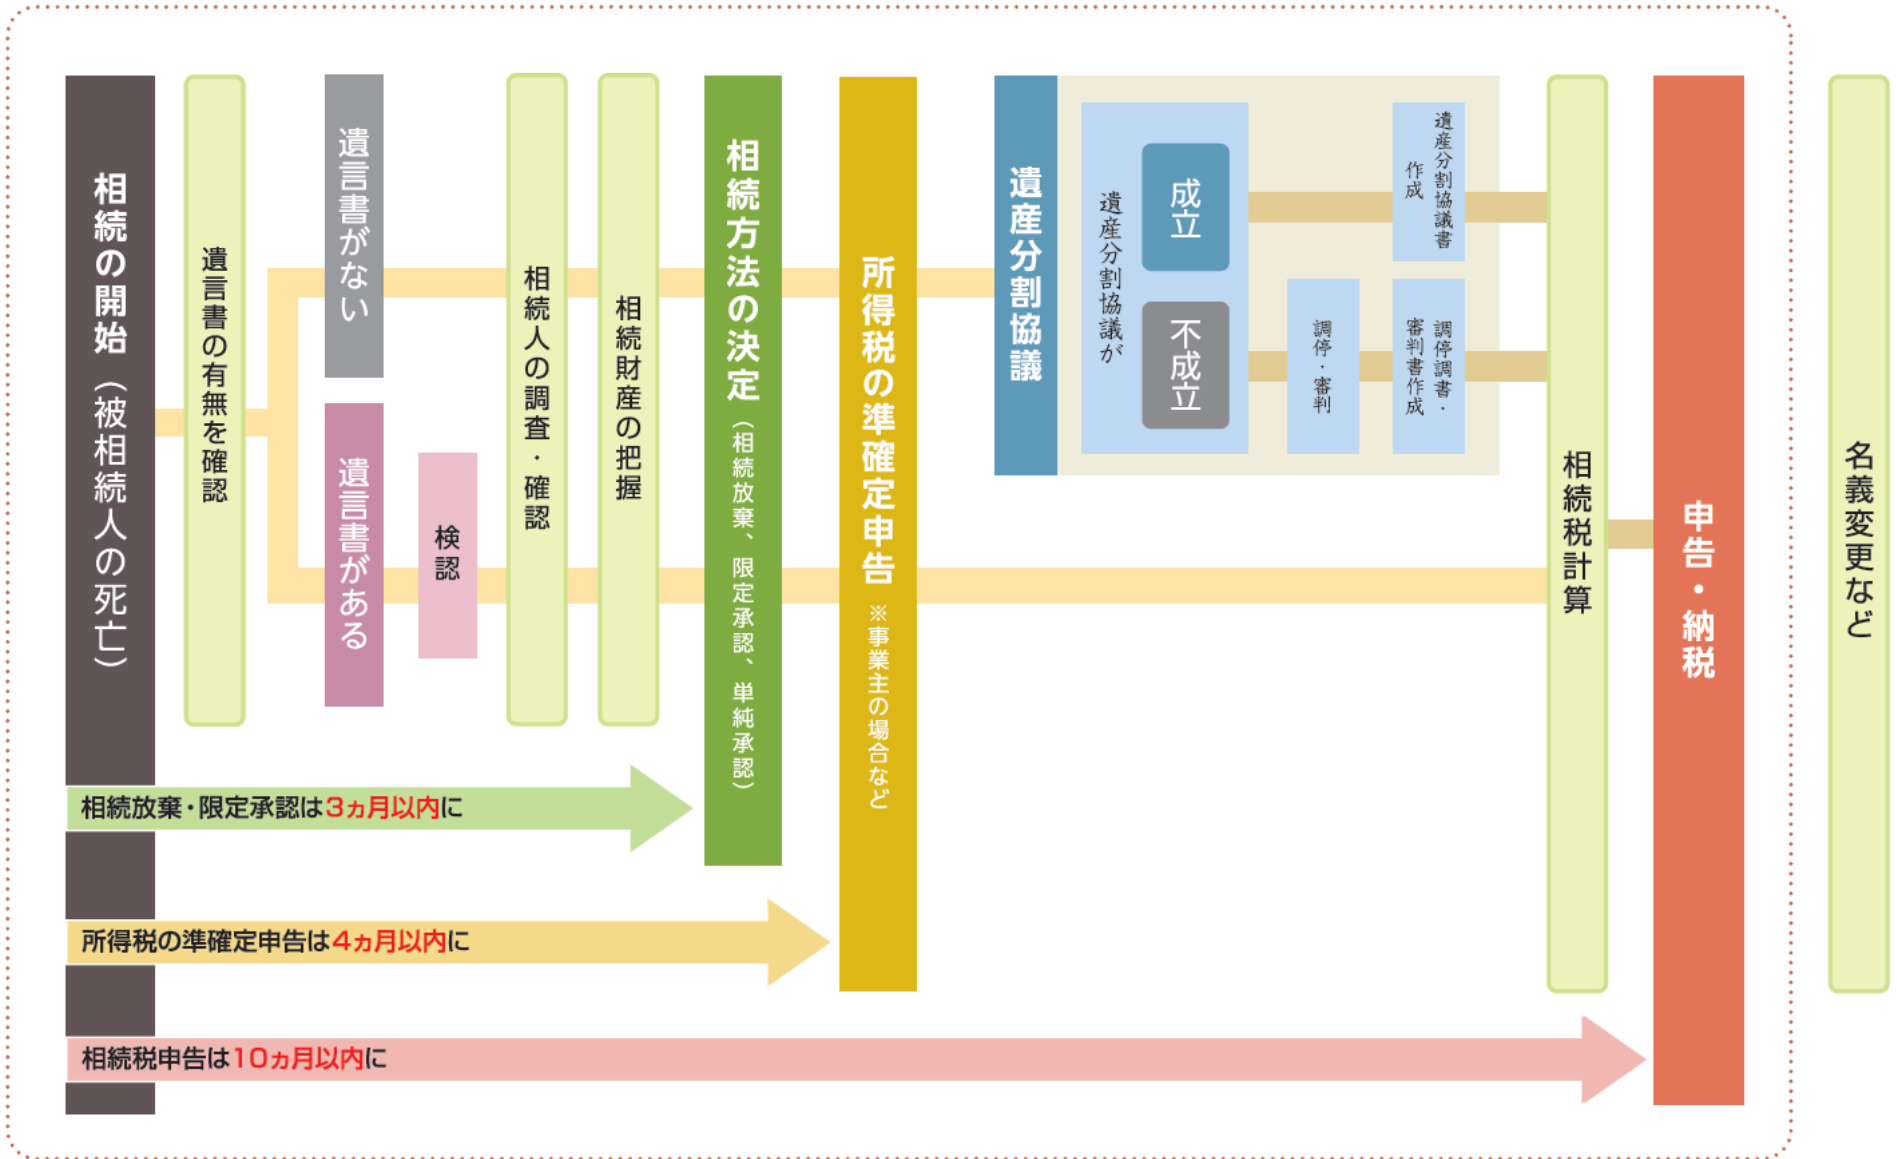 相続の開始（被相続人の死亡）
遺言書の有無を確認
遺言書がない
遺言書がある
検認
相続人の調査・確認
相続財産の把握
相続方法の決定（相続放棄、限定承認、単純承認）
所得税の準確定申告 ※事業主の場合など
遺産分割協議
遺産分割協議が
成立
不成立
遺産分割協議書
作成
調停・審判
調停調書・
審判書作成
相続税計算
申告・納税
名義変更など
相続放棄・限定承認は3ヵ月以内に
所得税の準確定申告は4ヵ月以内に
相続税申告は10ヵ月以内に